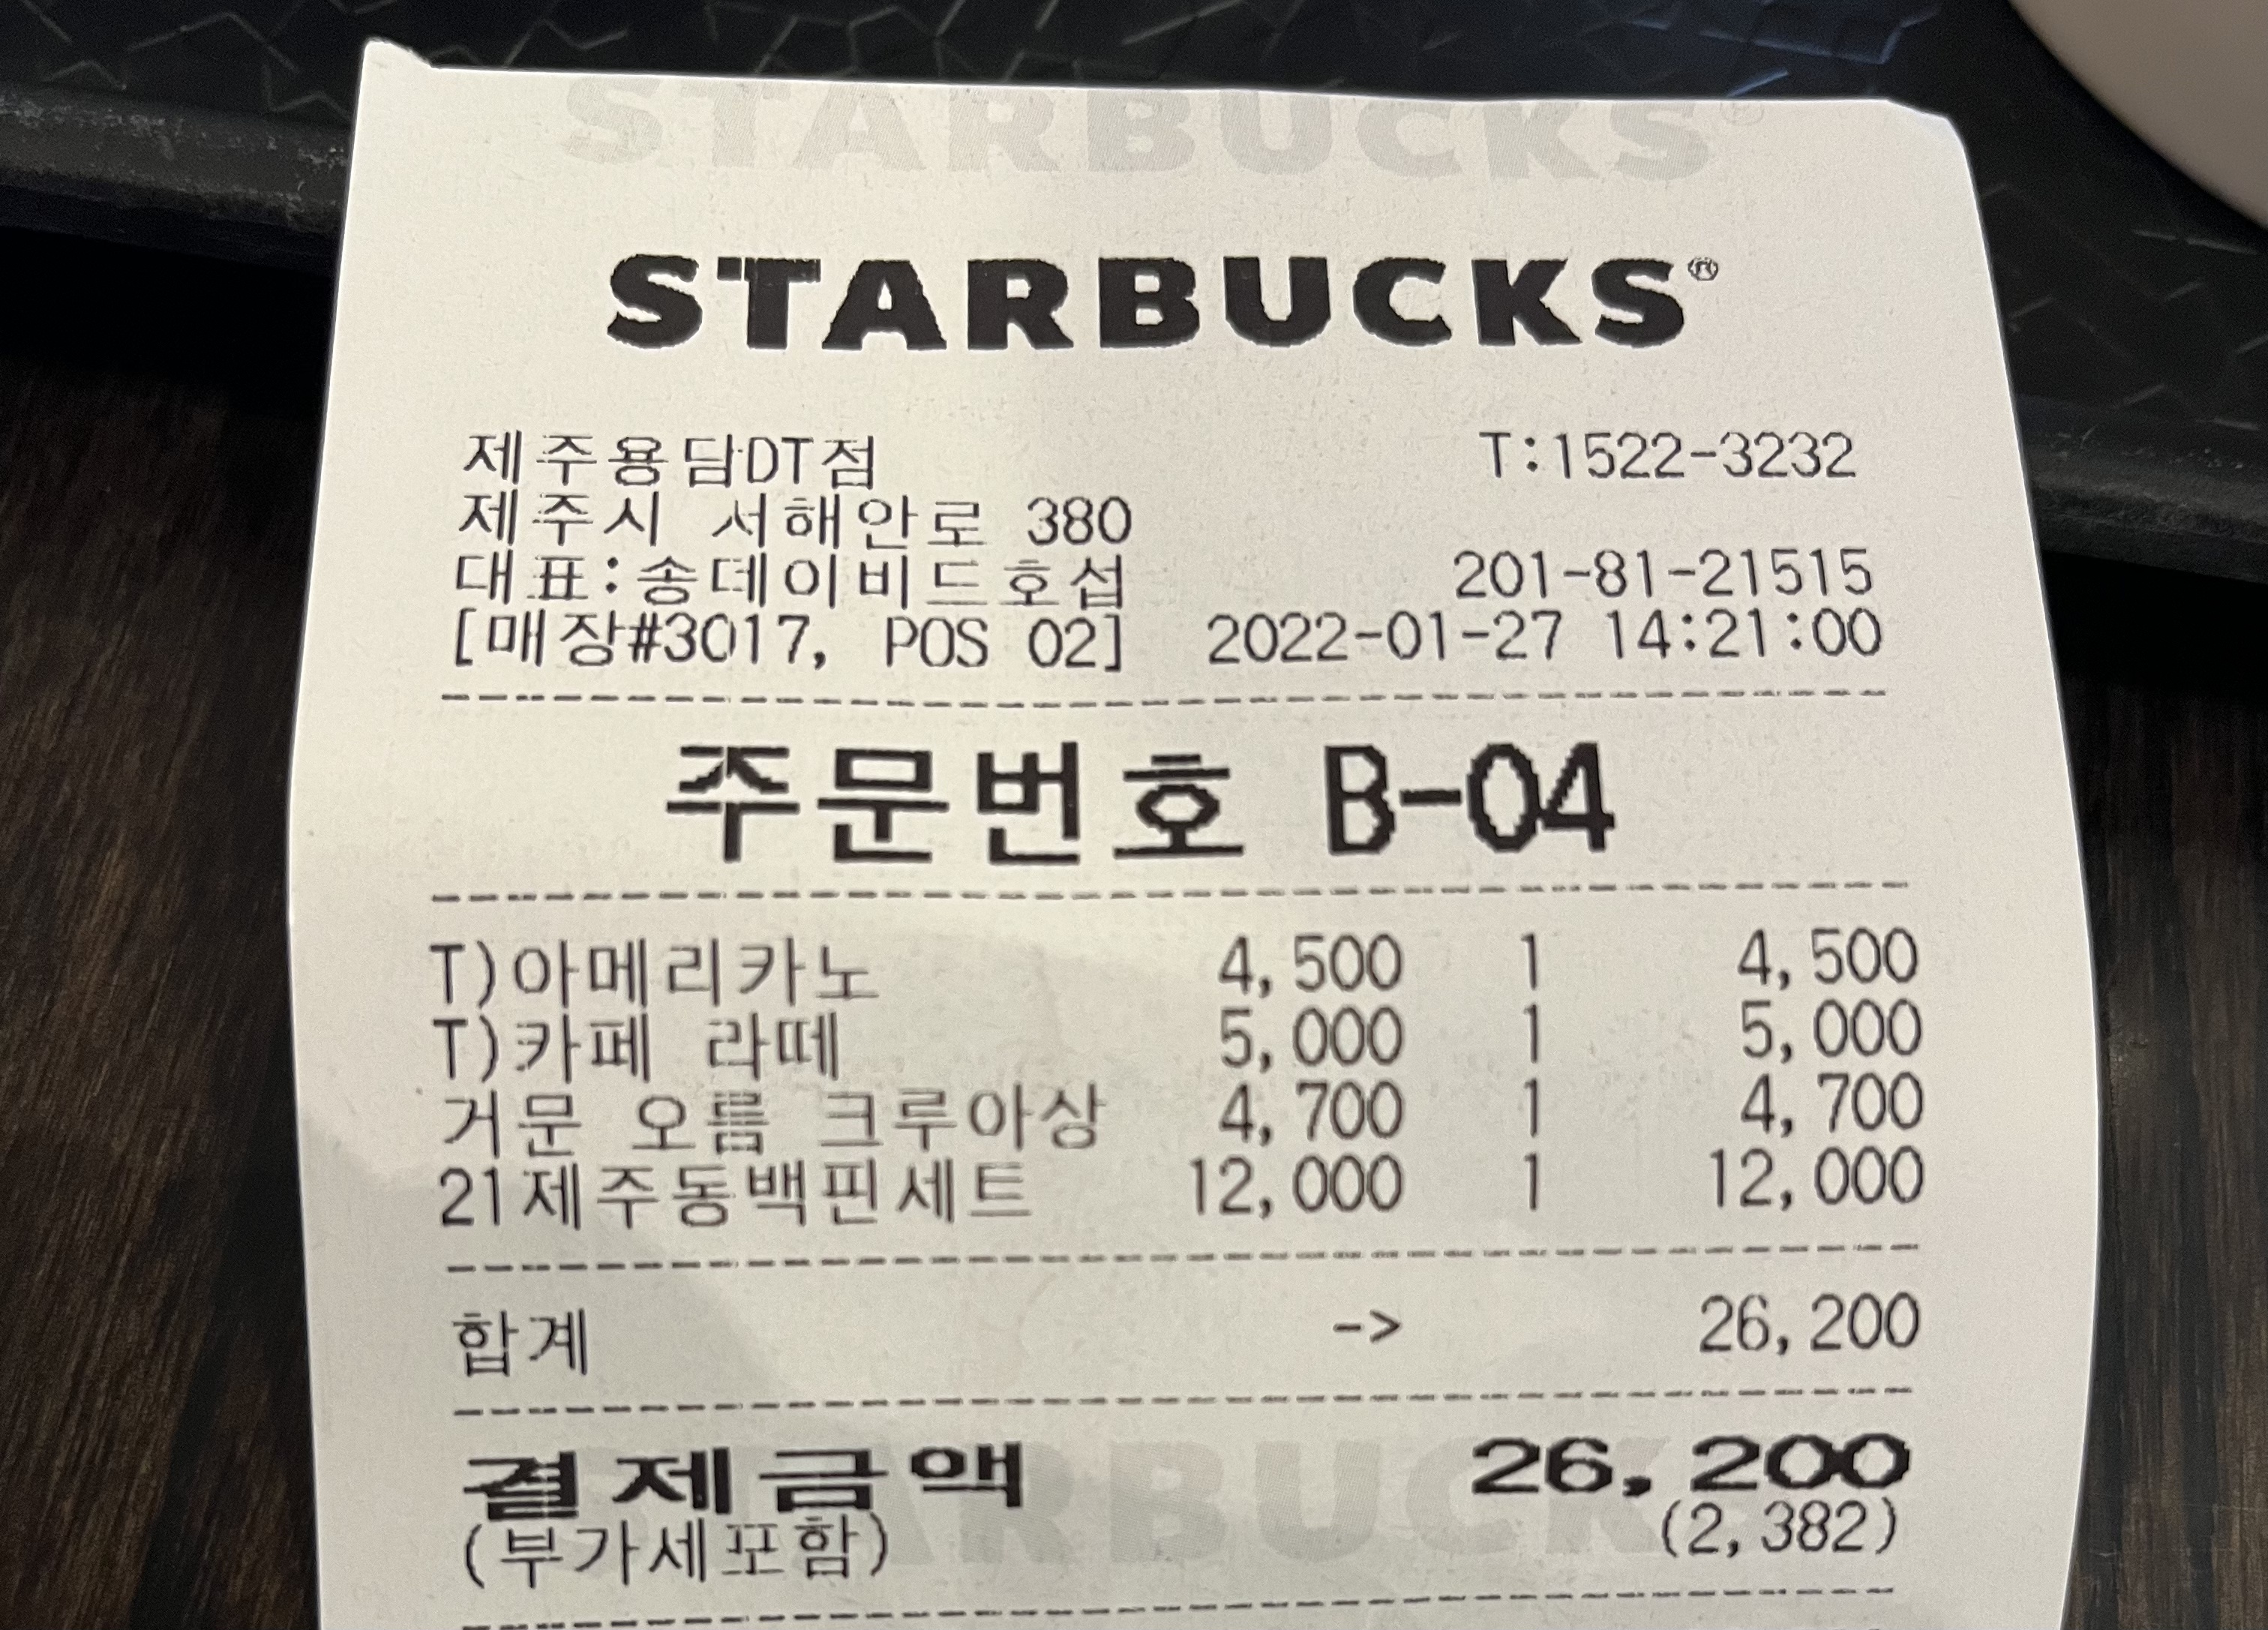 STARBUCKS
STARBUCKS®
제주용담DT점 T:1522-3232
제주시 서해안로 380
대표:송데이비드호섭 201-81-21515
[매장#3017, POS 02] 2022-01-27 14:21:00
주문번호 B-04
T)아메리카노 4,500 1 4,500
T)카페 라떼 5,000 1 5,000
거문 오름 크루아상 4,700 1 4,700
21제주동백핀세트 12,000 1 12,000
합계 -> 26,200
결제금액 26,200
(부가세포함) (2,382)
STARBUCKS